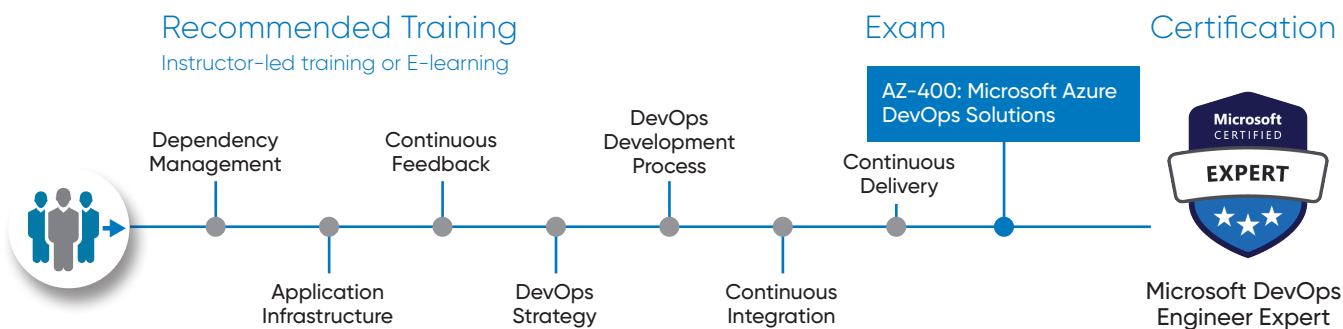 Recommended Training
Instructor-led training or E-learning
Exam
Certification
Dependency
Management
Application
Infrastructure
Continuous
Feedback
DevOps
Strategy
DevOps
Development
Process
Continuous
Integration
Continuous
Delivery
AZ-400: Microsoft Azure
DevOps Solutions
Microsoft
CERTIFIED
EXPERT
Microsoft DevOps
Engineer Expert